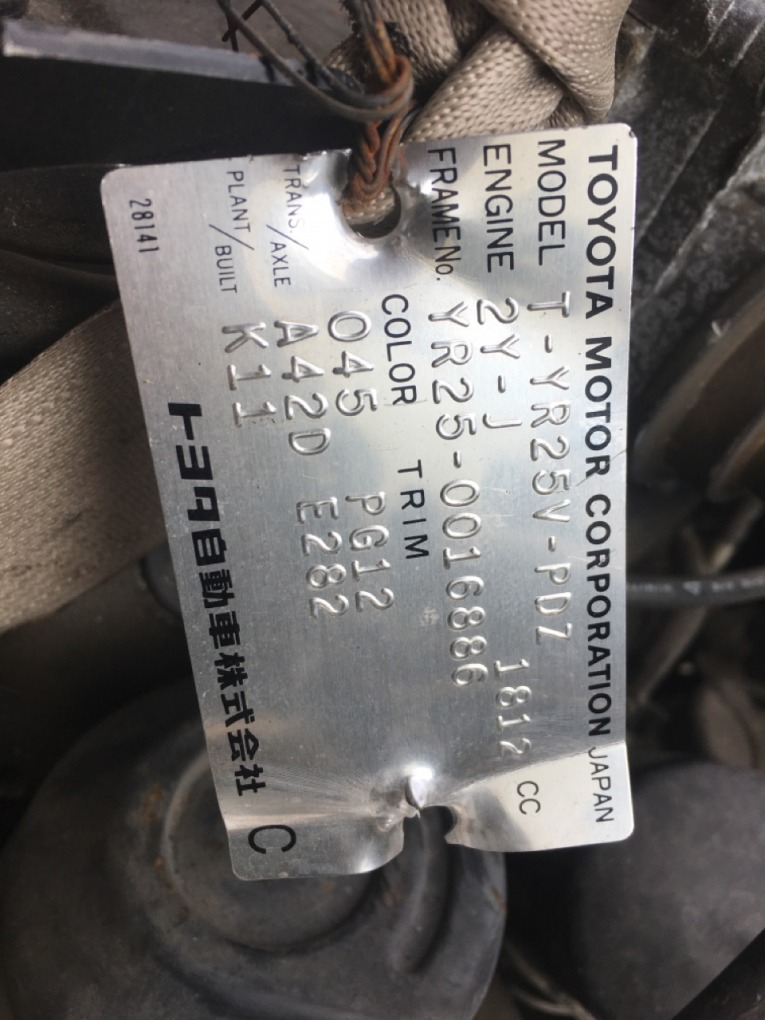 TOYOTA MOTOR CORPORATION JAPAN
MODEL T-YR25V-PDZ
ENGINE 2Y-J 1812 CC
FRAME No. YR25-0016886
COLOR TRIM
045 PG12
TRANS./AXLE A42D E282
PLANT/BUILT K11
トヨタ自動車株式会社 C
28141